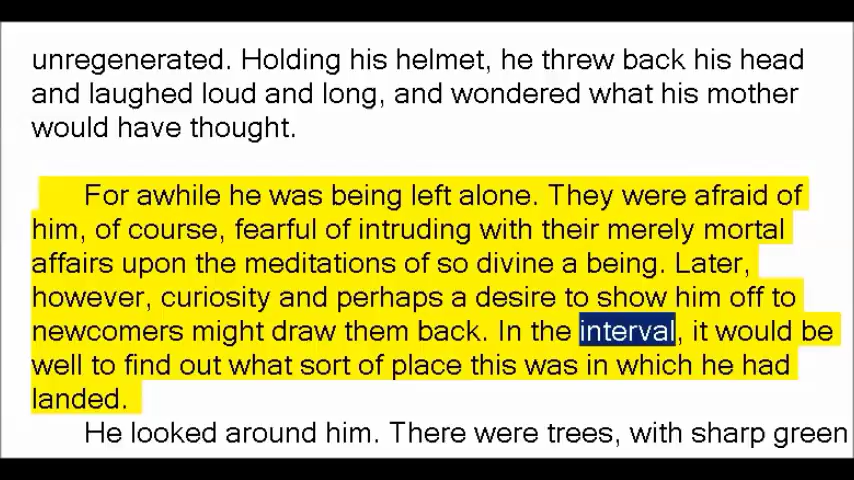 unregenerated. Holding his helmet, he threw back his head
and laughed loud and long, and wondered what his mother
would have thought.
For awhile he was being left alone. They were afraid of
him, of course, fearful of intruding with their merely mortal
affairs upon the meditations of so divine a being. Later,
however, curiosity and perhaps a desire to show him off to
newcomers might draw them back. In the interval, it would be
well to find out what sort of place this was in which he had
landed.
He looked around him. There were trees, with sharp green